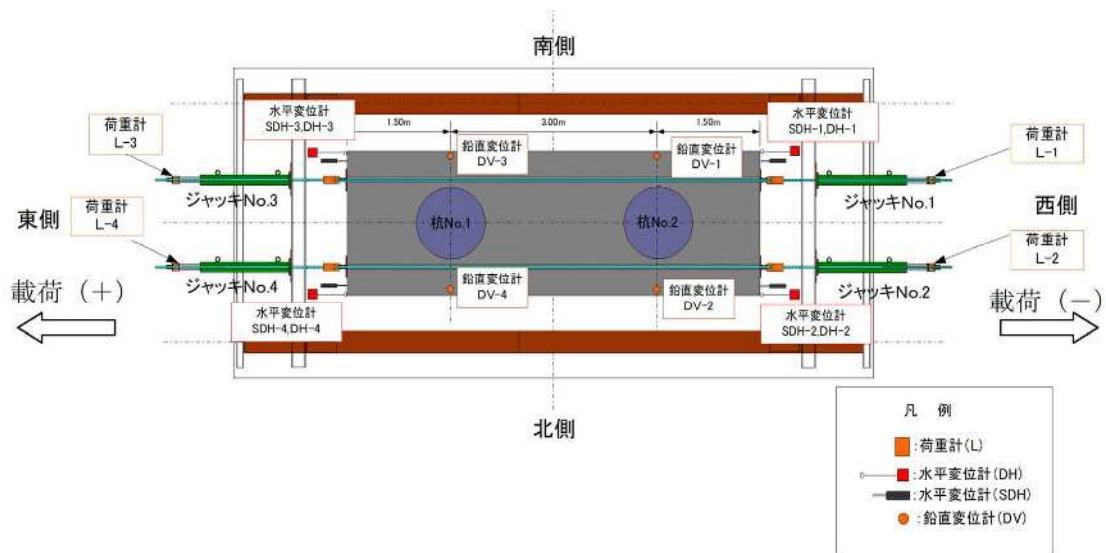 南側
水平変位計
SDH-3,DH-3
水平変位計
SDH-1,DH-1
荷重計
L-3
1.50m
3.00m
1.50m
鉛直変位計
DV-3
鉛直変位計
DV-1
荷重計
L-1
ジャッキNo.3
ジャッキNo.1
東側
荷重計
L-4
杭No.1
杭No.2
西側
荷重計
L-2
ジャッキNo.4
鉛直変位計
DV-4
鉛直変位計
DV-2
ジャッキNo.2
載荷（＋）
載荷（－）
水平変位計
SDH-4,DH-4
水平変位計
SDH-2,DH-2
北側
凡 例
:荷重計(L)
:水平変位計(DH)
:水平変位計(SDH)
:鉛直変位計(DV)